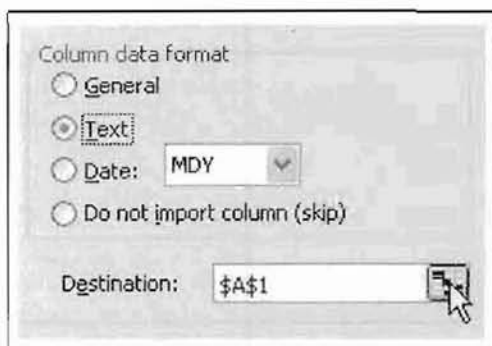 Column data format
General
Text
Date: MDY
Do not import column (skip)
Destination: $A$1